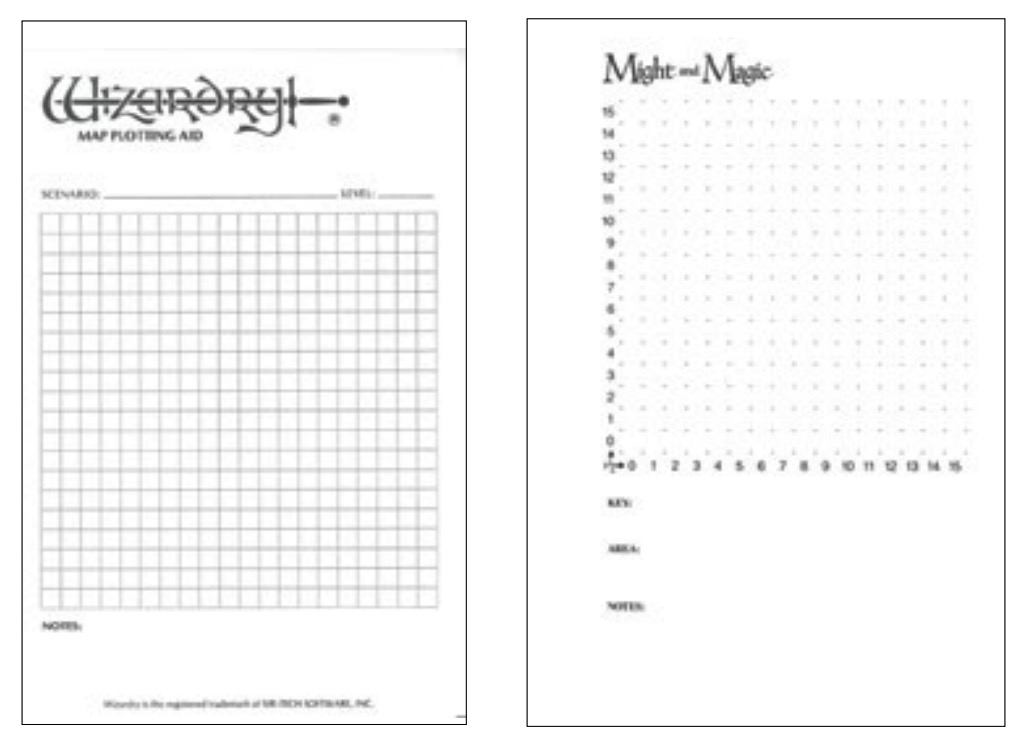 Wizardry
®
MAP PLOTTING AID
SCENARIO: LEVEL:
NOTES:
Wizardry is the registered trademark of SIR-TECH SOFTWARE, INC.
Might and Magic
15
14
13
12
11
10
9
8
7
6
5
4
3
2
1
0
0 1 2 3 4 5 6 7 8 9 10 11 12 13 14 15
KEY:
AREA:
NOTES: